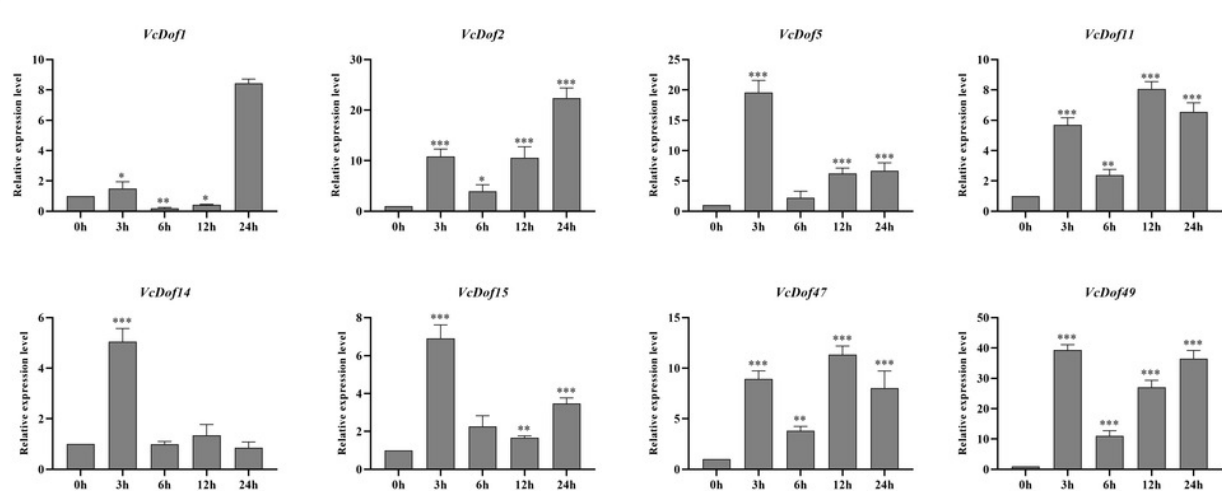 VcDof1
Relative expression level
10
8
6
4
2
0
*
**
*
0h 3h 6h 12h 24h
VcDof2
Relative expression level
30
20
10
0
***
*
***
***
0h 3h 6h 12h 24h
VcDof5
Relative expression level
25
20
15
10
5
0
***
***
***
0h 3h 6h 12h 24h
VcDof11
Relative expression level
10
8
6
4
2
0
***
**
***
***
0h 3h 6h 12h 24h
VcDof14
Relative expression level
6
4
2
0
***
0h 3h 6h 12h 24h
VcDof15
Relative expression level
8
6
4
2
0
***
**
***
0h 3h 6h 12h 24h
VcDof47
Relative expression level
15
10
5
0
***
**
***
***
0h 3h 6h 12h 24h
VcDof49
Relative expression level
50
40
30
20
10
0
***
***
***
***
0h 3h 6h 12h 24h